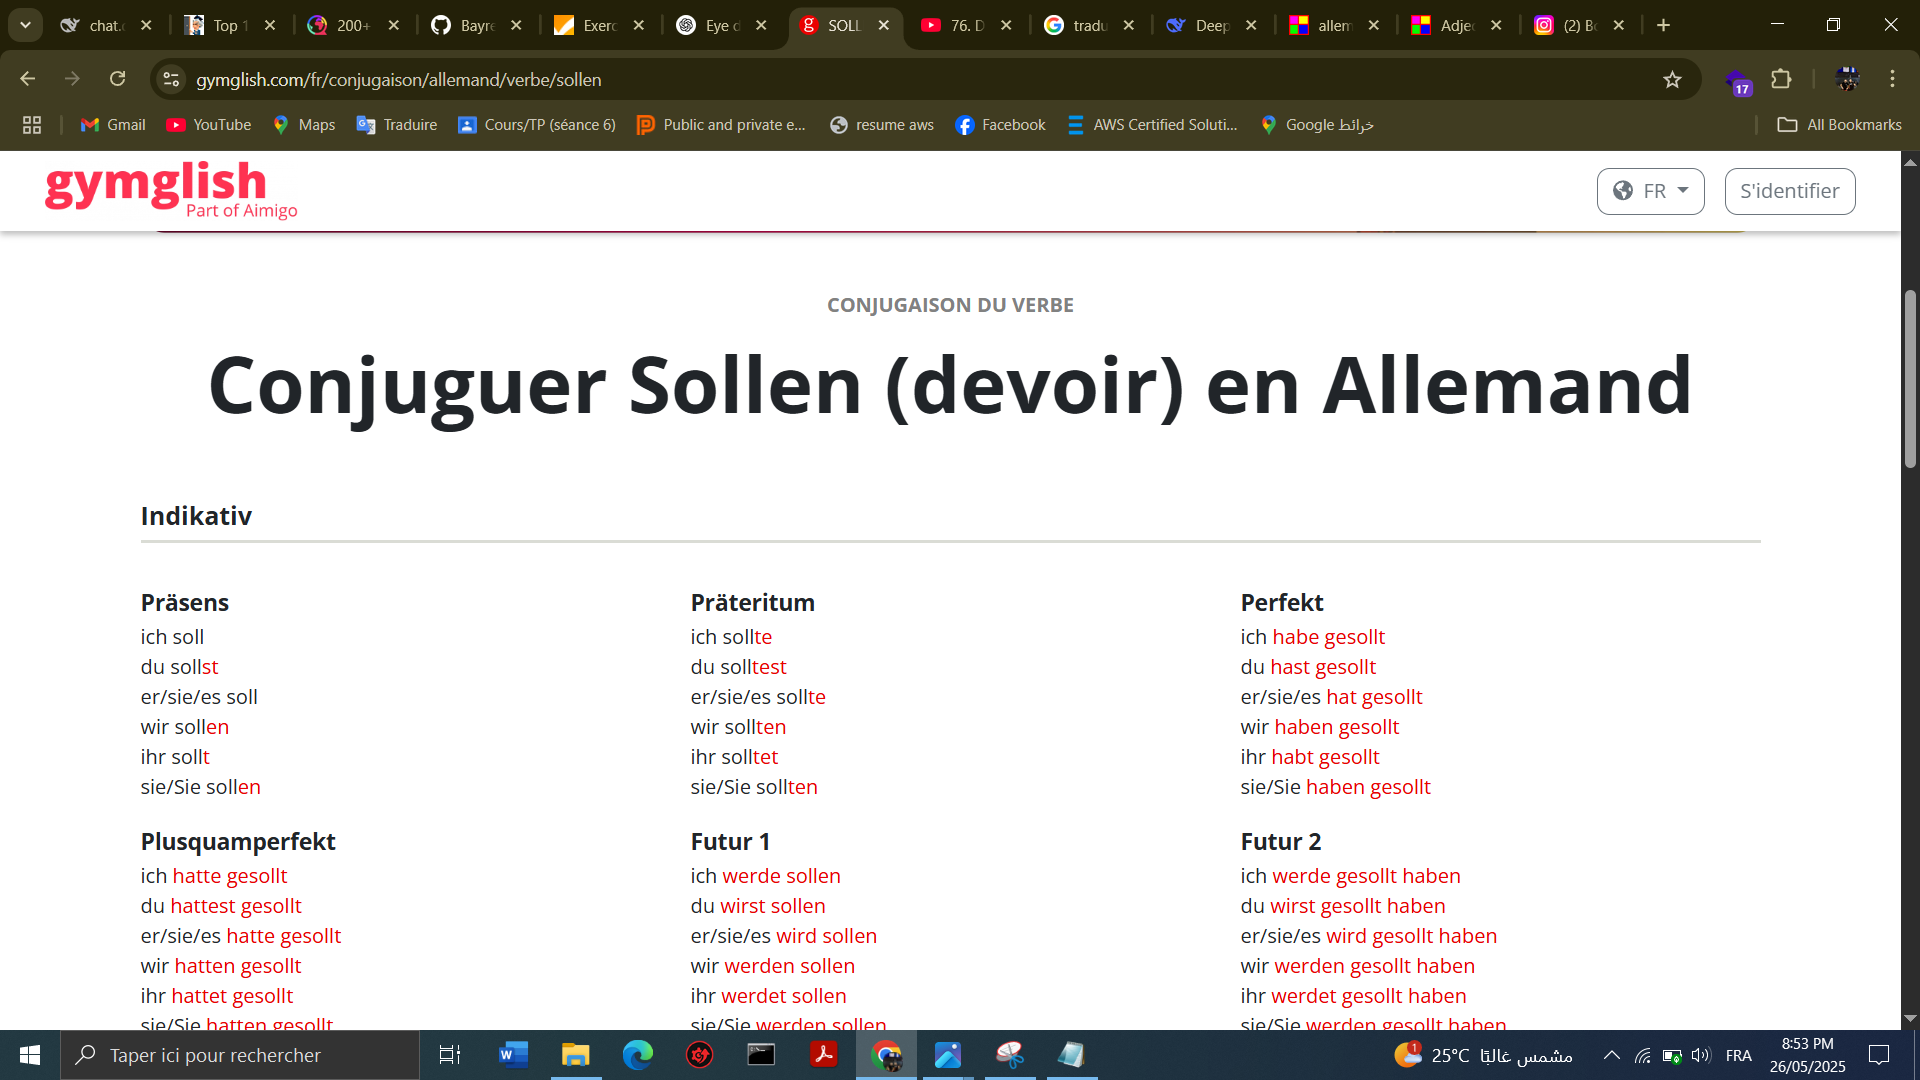 chat.
Top 1
200+
Bayre
Exerc
Eye d
SOLL
76. D
tradu
Deep
allem
Adje
(2) B
gymglish.com/fr/conjugaison/allemand/verbe/sollen
17
Gmail
YouTube
Maps
Traduire
Cours/TP (séance 6)
Public and private e...
resume aws
Facebook
AWS Certified Soluti...
Google خرائط
All Bookmarks
gymglish
Part of Aimigo
FR
S'identifier
CONJUGAISON DU VERBE
Conjuguer Sollen (devoir) en Allemand
Indikativ
Präsens
ich soll
du sollst
er/sie/es soll
wir sollen
ihr sollt
sie/Sie sollen
Präteritum
ich sollte
du solltest
er/sie/es sollte
wir sollten
ihr solltet
sie/Sie sollten
Perfekt
ich habe gesollt
du hast gesollt
er/sie/es hat gesollt
wir haben gesollt
ihr habt gesollt
sie/Sie haben gesollt
Plusquamperfekt
ich hatte gesollt
du hattest gesollt
er/sie/es hatte gesollt
wir hatten gesollt
ihr hattet gesollt
sie/Sie hatten gesollt
Futur 1
ich werde sollen
du wirst sollen
er/sie/es wird sollen
wir werden sollen
ihr werdet sollen
sie/Sie werden sollen
Futur 2
ich werde gesollt haben
du wirst gesollt haben
er/sie/es wird gesollt haben
wir werden gesollt haben
ihr werdet gesollt haben
sie/Sie werden gesollt haben
Taper ici pour rechercher
1
25°C مشمس غالبًا
FRA
8:53 PM
26/05/2025